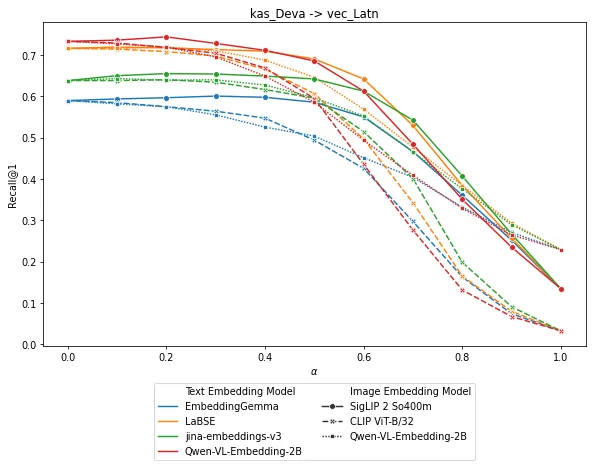 kas_Deva -> vec_Latn
Recall@1
0.7
0.6
0.5
0.4
0.3
0.2
0.1
0.0
0.0 0.2 0.4 0.6 0.8 1.0
α
Text Embedding Model
EmbeddingGemma
LaBSE
jina-embeddings-v3
Qwen-VL-Embedding-2B
Image Embedding Model
SigLIP 2 So400m
CLIP ViT-B/32
Qwen-VL-Embedding-2B